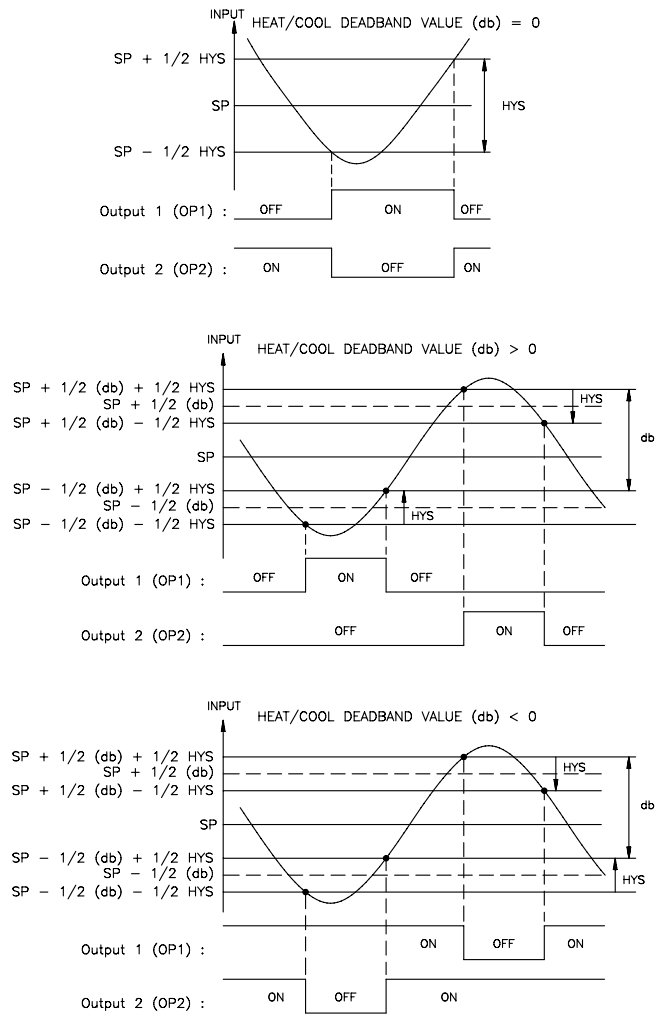 INPUT
HEAT/COOL DEADBAND VALUE (db) = 0
SP + 1/2 HYS
SP
HYS
SP - 1/2 HYS
Output 1 (OP1) :
OFF
ON
OFF
Output 2 (OP2) :
ON
OFF
ON
INPUT
HEAT/COOL DEADBAND VALUE (db) > 0
SP + 1/2 (db) + 1/2 HYS
SP + 1/2 (db)
HYS
SP + 1/2 (db) - 1/2 HYS
db
SP
SP - 1/2 (db) + 1/2 HYS
SP - 1/2 (db)
HYS
SP - 1/2 (db) - 1/2 HYS
Output 1 (OP1) :
OFF
ON
OFF
Output 2 (OP2) :
OFF
ON
OFF
INPUT
HEAT/COOL DEADBAND VALUE (db) < 0
SP + 1/2 (db) + 1/2 HYS
SP + 1/2 (db)
HYS
SP + 1/2 (db) - 1/2 HYS
db
SP
SP - 1/2 (db) + 1/2 HYS
SP - 1/2 (db)
HYS
SP - 1/2 (db) - 1/2 HYS
Output 1 (OP1) :
ON
OFF
ON
Output 2 (OP2) :
ON
OFF
ON